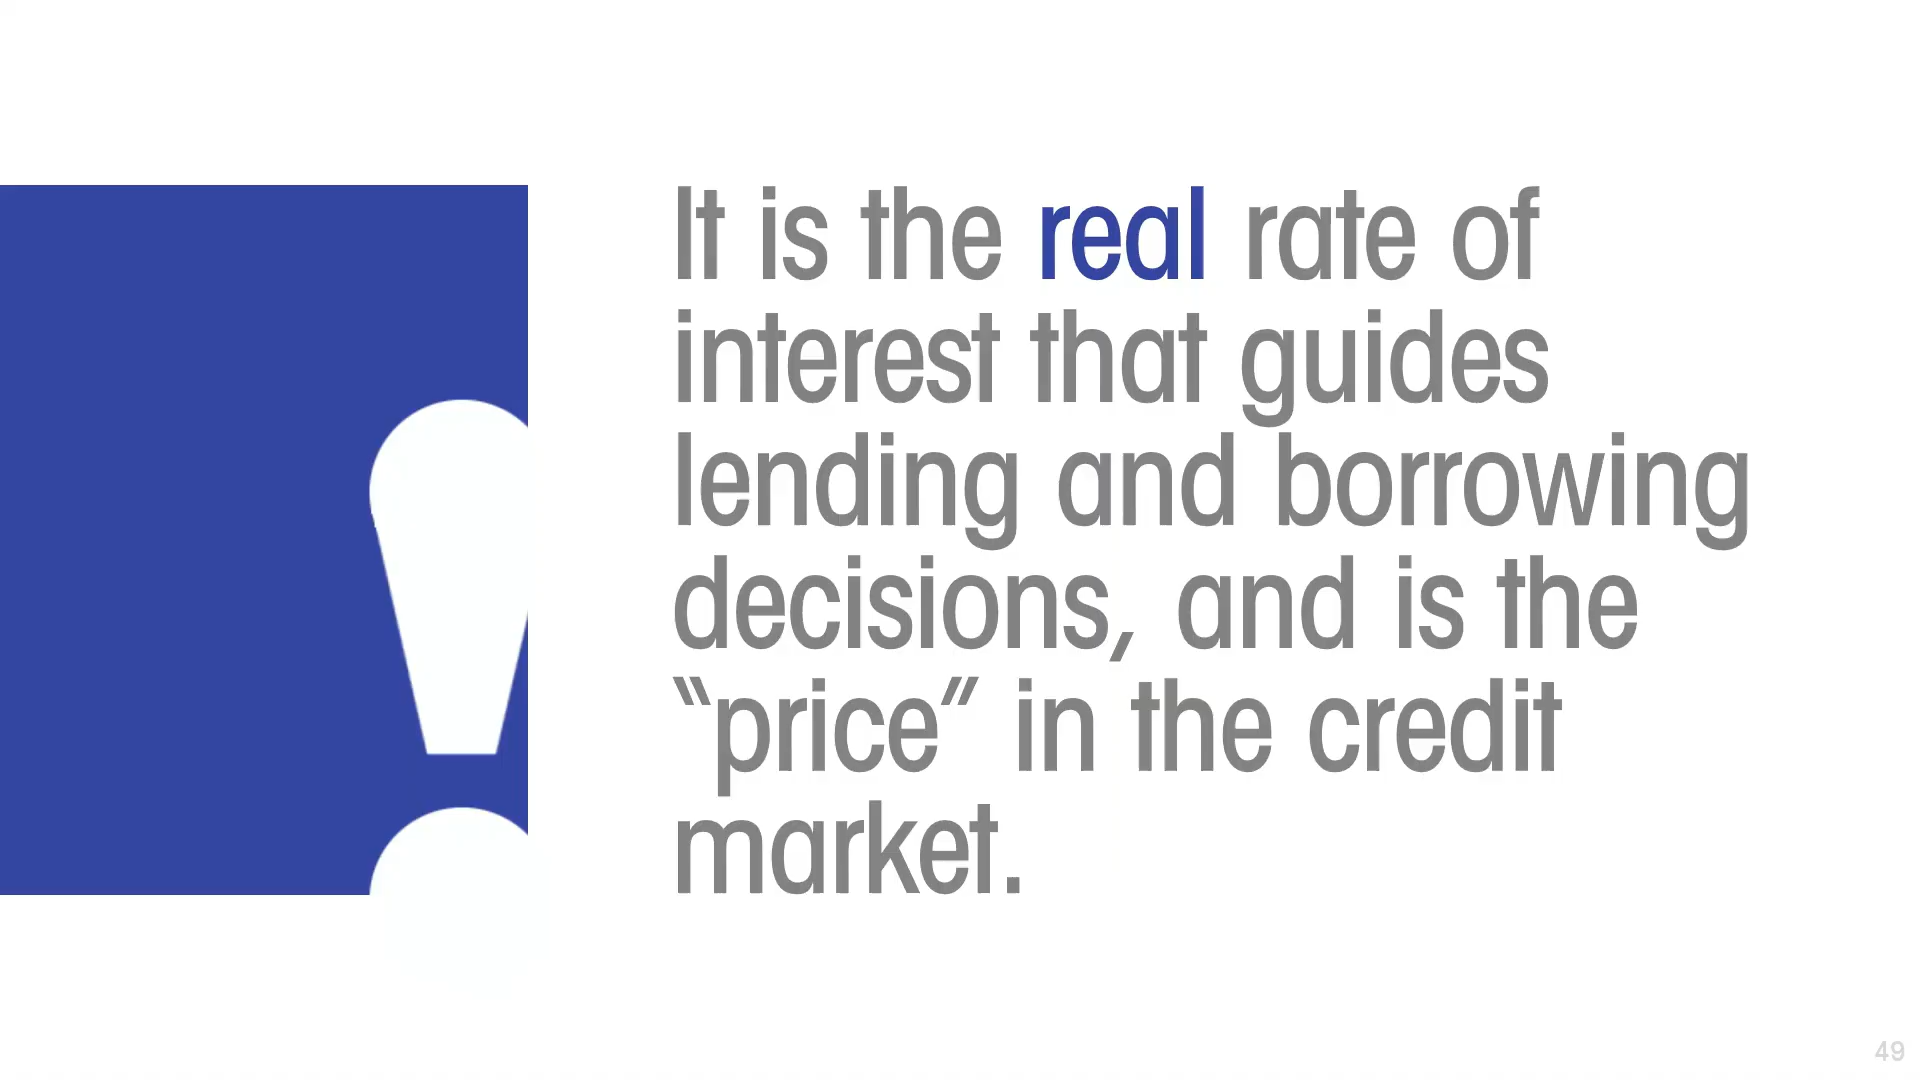 It is the real rate of
interest that guides
lending and borrowing
decisions, and is the
“price” in the credit
market.
49